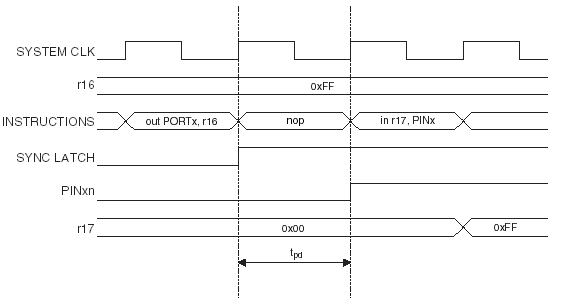 SYSTEM CLK
r16
0xFF
INSTRUCTIONS
out PORTx, r16
nop
in r17, PINx
SYNC LATCH
PINxn
r17
0x00
0xFF
tpd